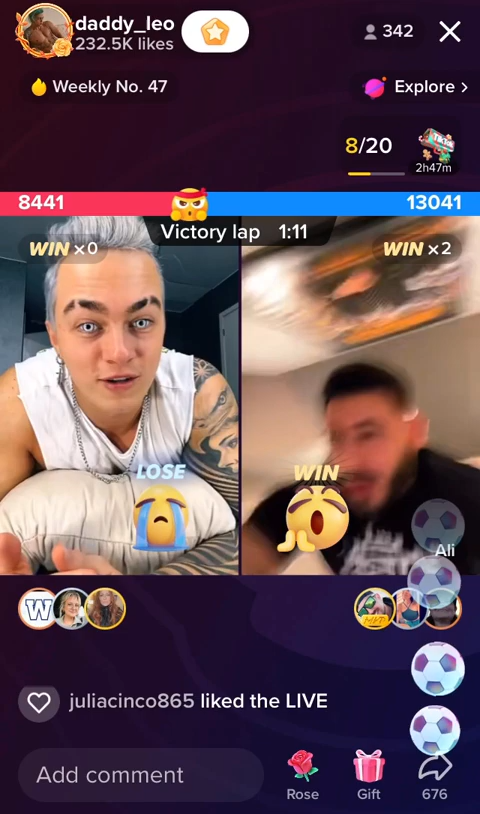 daddy_leo
232.5K likes
342
Weekly No. 47
Explore >
8/20
2h47m
8441
13041
Victory lap 1:11
WIN ×0
WIN ×2
LOSE
WIN
Ali
W
juliacinco865 liked the LIVE
Add comment
Rose
Gift
676